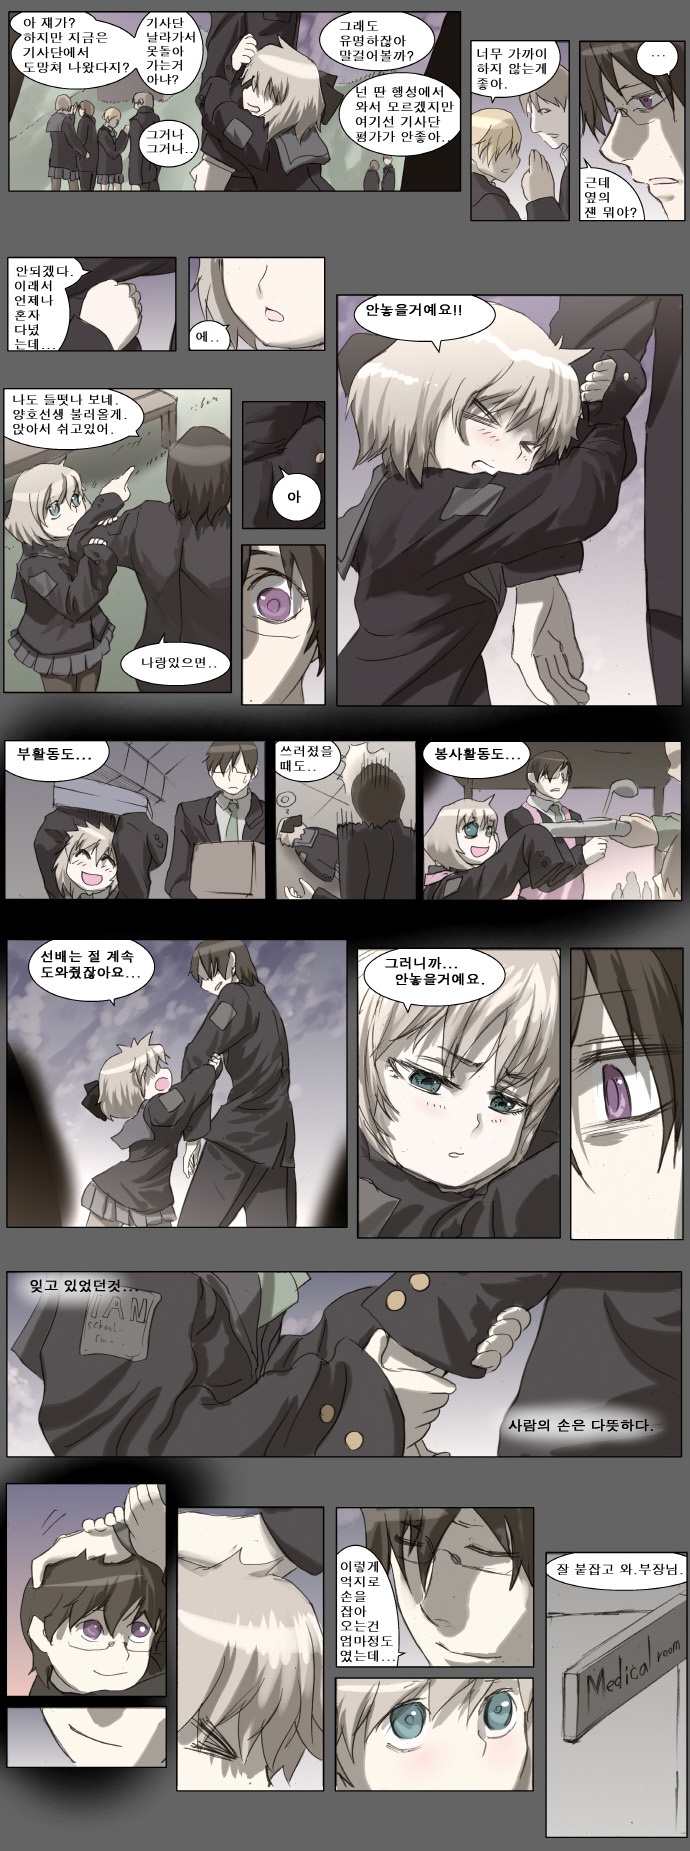 아 쟤가?
하지만 지금은
기사단에서
도망쳐 나왔다지?
기사단
날라가서
못돌아
가는거
아냐?
그거나
그거나..
그래도
유명하잖아
말걸어볼까?
넌 딴 행성에서
와서 모르겠지만
여기선 기사단
평가가 안좋아.
너무 가까이
하지 않는게
좋아.
...
근데
옆의
쟨 뭐야?
안되겠다.
이래서
언제나
혼자
다녔
는데...
에..
안놓을거예요!!
나도 들떳나 보네.
양호선생 불러올게.
앉아서 쉬고있어.
아
나랑있으면..
부활동도...
쓰러졌을
때도..
봉사활동도...
선배는 절 계속
도와줬잖아요...
그러니까...
안놓을거에요.
잊고 있었던것...
IAN
school
사람의 손은 다뜻하다.
이렇게
억지로
손을
잡아
오는건
엄마정도
였는데...
잘 붙잡고 와.부장님.
Medical room